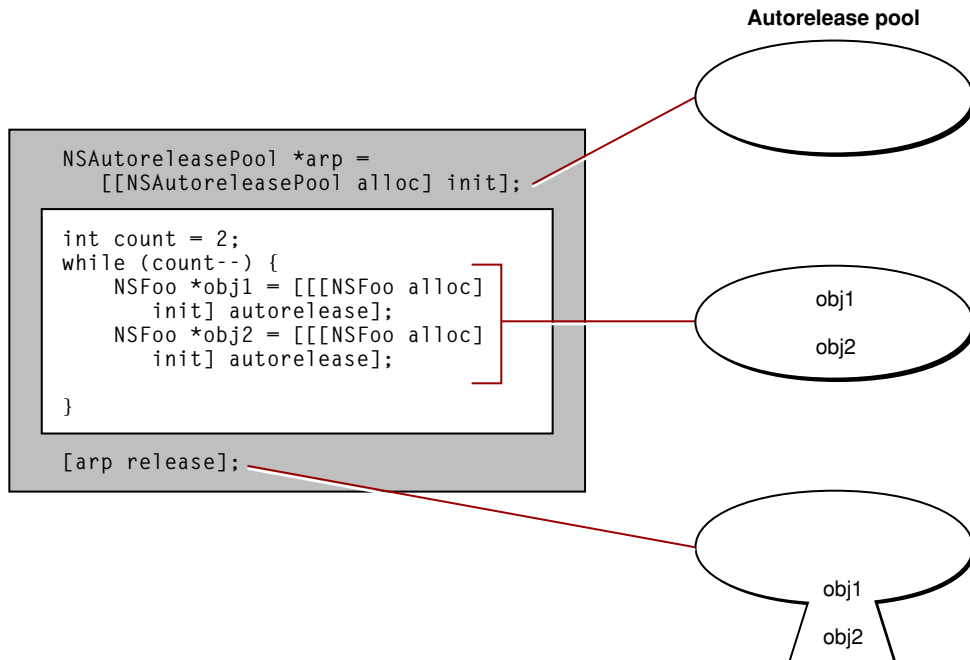 Autorelease pool
NSAutoreleasePool *arp =
[[NSAutoreleasePool alloc] init];
int count = 2;
while (count--) {
NSFoo *obj1 = [[[NSFoo alloc]
init] autorelease];
NSFoo *obj2 = [[[NSFoo alloc]
init] autorelease];
}
obj1
obj2
[arp release];
obj1
obj2